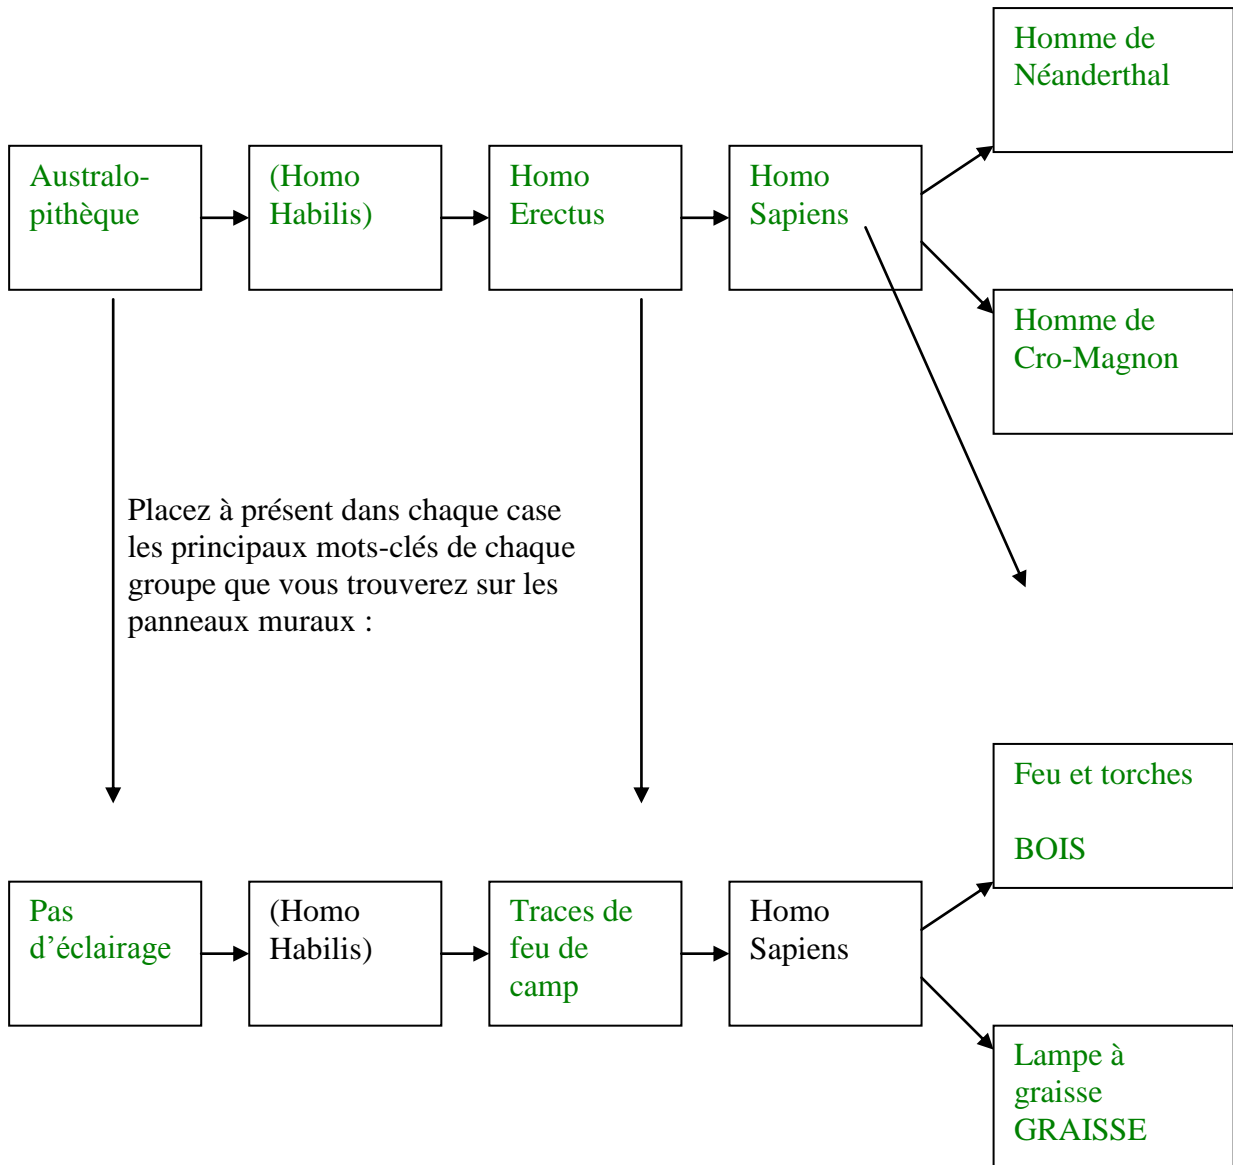 Homme de
Néanderthal
Australo-
pithèque
(Homo
Habilis)
Homo
Erectus
Homo
Sapiens
Homme de
Cro-Magnon
Placez à présent dans chaque case
les principaux mots-clés de chaque
groupe que vous trouverez sur les
panneaux muraux :
Feu et torches
BOIS
Pas
d’éclairage
(Homo
Habilis)
Traces de
feu de
camp
Homo
Sapiens
Lampe à
graisse
GRAISSE